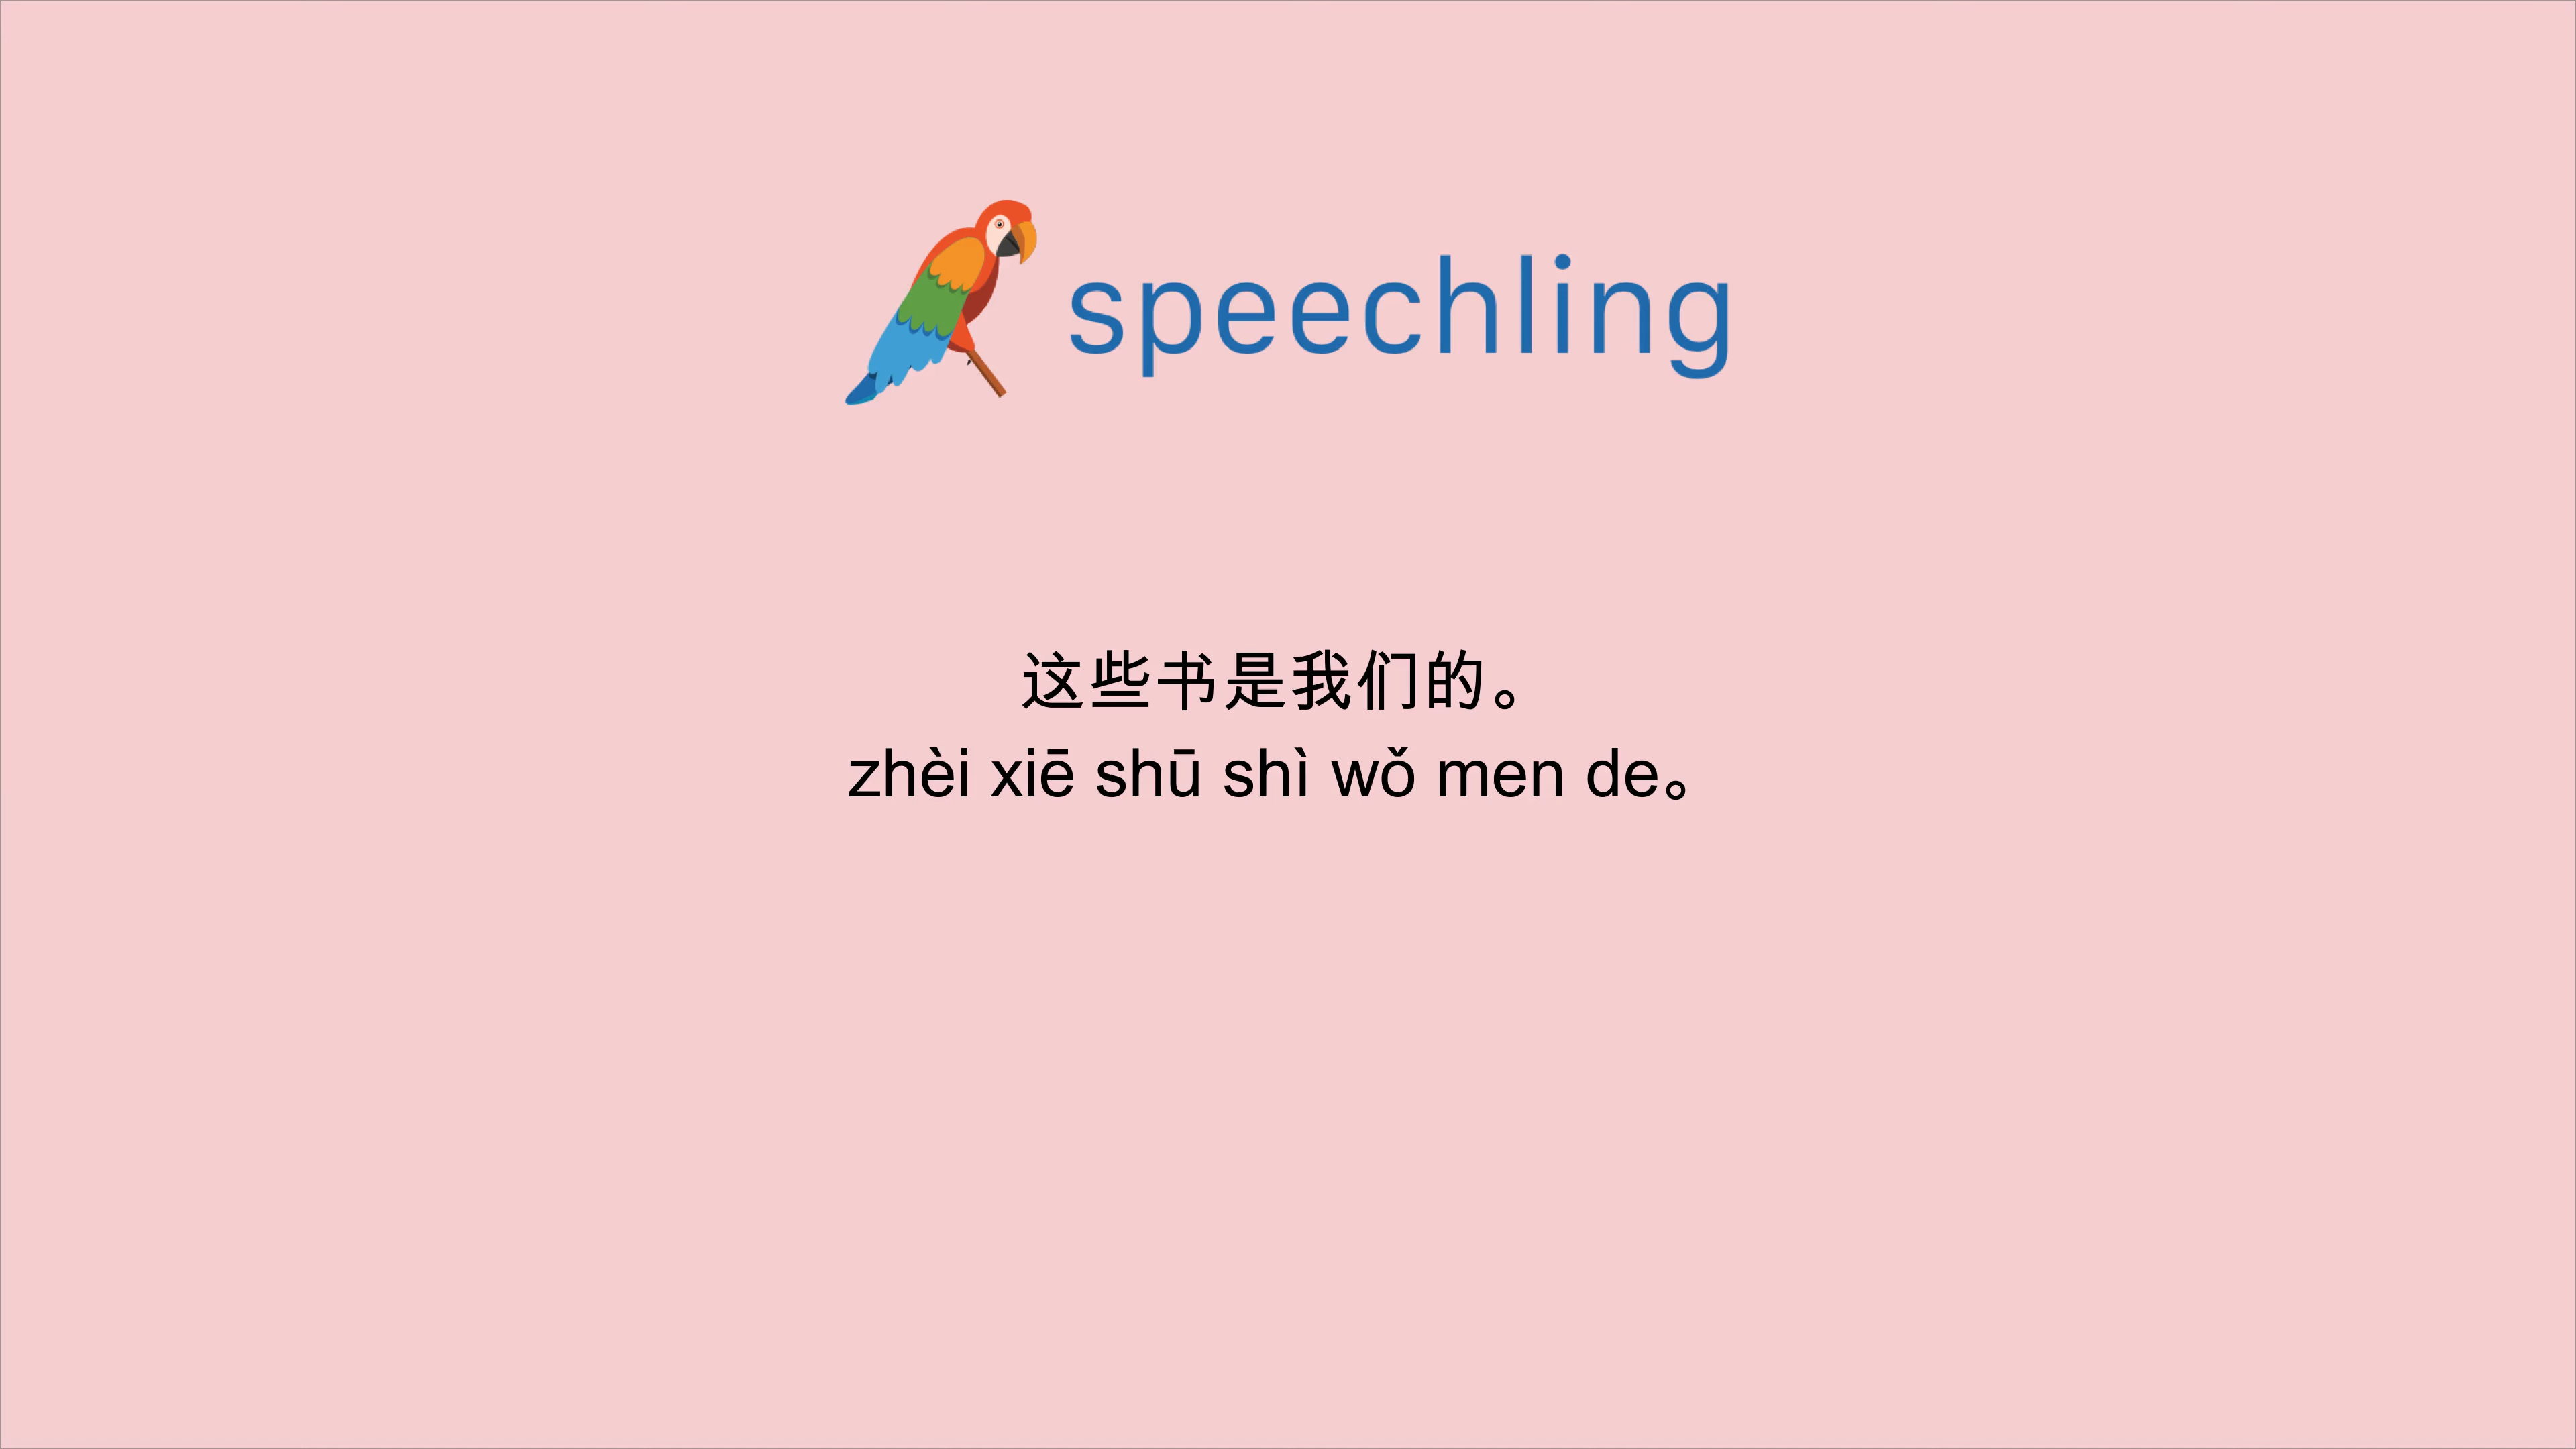 speechling
这些书是我们的。
zhèi xiē shū shì wǒ men de。